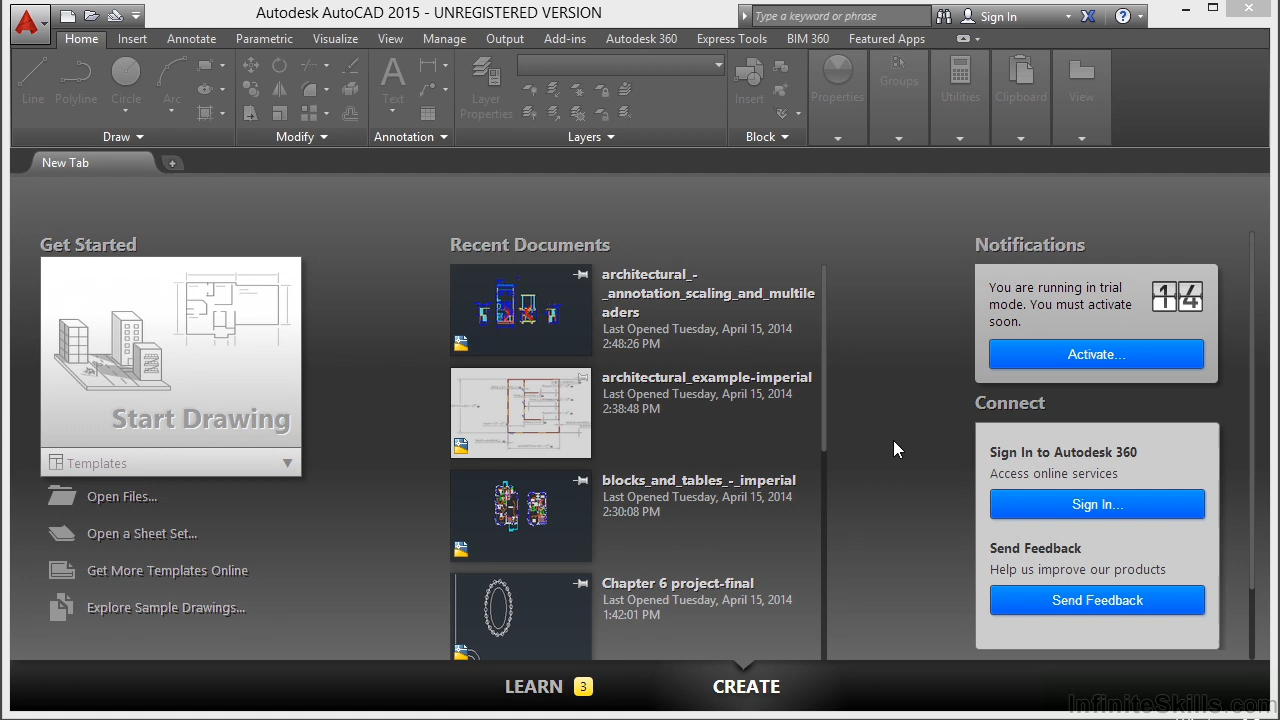 Autodesk AutoCAD 2015 - UNREGISTERED VERSION
Type a keyword or phrase
Sign In
Home Insert Annotate Parametric Visualize View Manage Output Add-ins Autodesk 360 Express Tools BIM 360 Featured Apps
Line Polyline Circle Arc Text Layer Properties Insert Properties Groups Utilities Clipboard View
Draw Modify Annotation Layers Block
New Tab
Get Started
Start Drawing
Templates
Open Files...
Open a Sheet Set...
Get More Templates Online
Explore Sample Drawings...
Recent Documents
architectural_-
_annotation_scaling_and_multile
aders
Last Opened Tuesday, April 15, 2014
2:48:26 PM
architectural_example-imperial
Last Opened Tuesday, April 15, 2014
2:38:48 PM
blocks_and_tables_-_imperial
Last Opened Tuesday, April 15, 2014
2:30:08 PM
Chapter 6 project-final
Last Opened Tuesday, April 15, 2014
1:42:01 PM
Notifications
You are running in trial
mode. You must activate
soon.
14
Activate...
Connect
Sign In to Autodesk 360
Access online services
Sign In...
Send Feedback
Help us improve our products
Send Feedback
LEARN 3 CREATE
InfiniteSkills.com